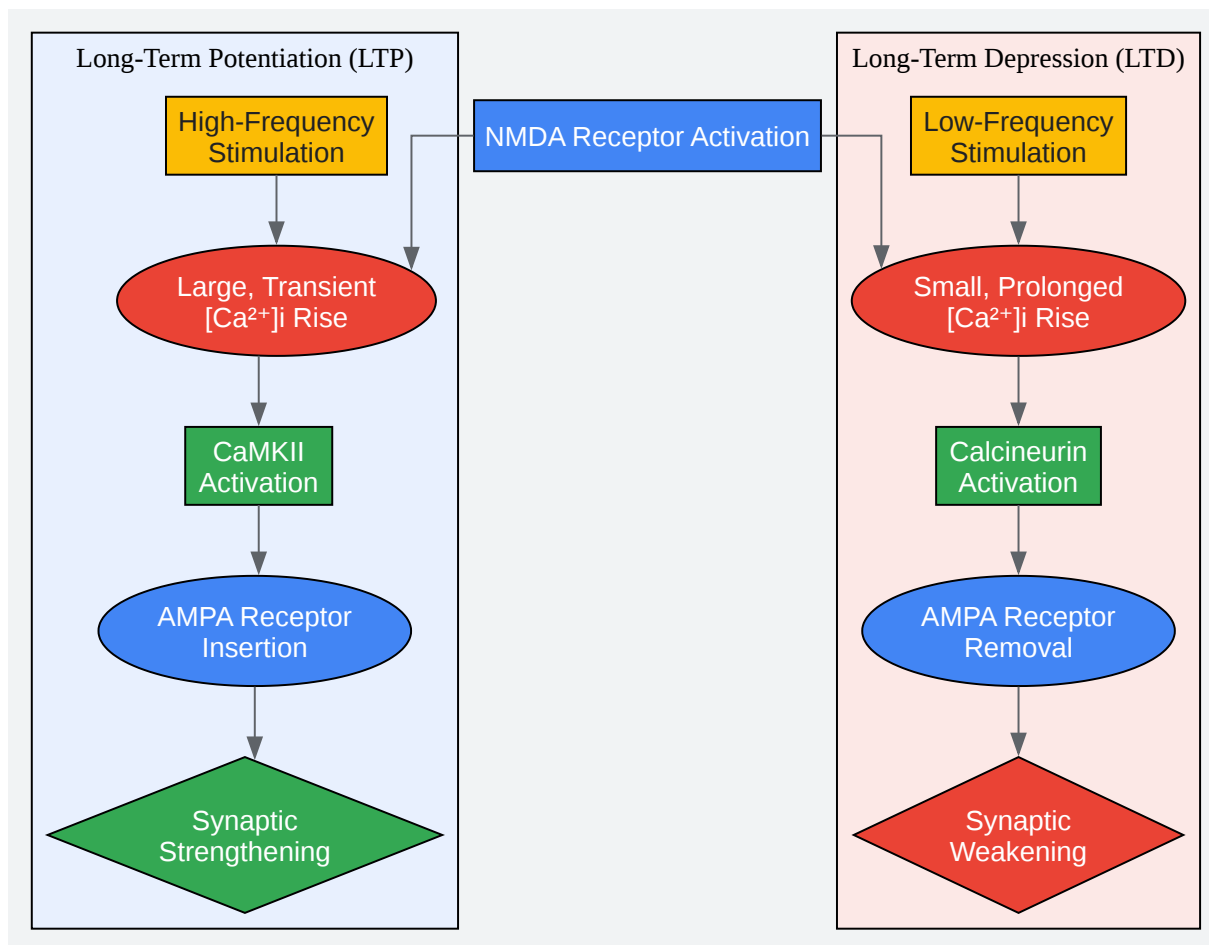 Long-Term Potentiation (LTP)
High-Frequency
Stimulation
Large, Transient
[Ca²⁺]i Rise
CaMKII
Activation
AMPA Receptor
Insertion
Synaptic
Strengthening
NMDA Receptor Activation
Long-Term Depression (LTD)
Low-Frequency
Stimulation
Small, Prolonged
[Ca²⁺]i Rise
Calcineurin
Activation
AMPA Receptor
Removal
Synaptic
Weakening